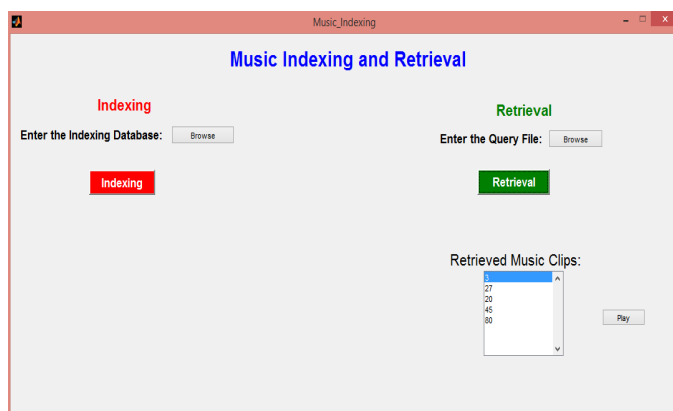 Music_Indexing
Music Indexing and Retrieval
Indexing
Enter the Indexing Database: Browse
Indexing
Retrieval
Enter the Query File: Browse
Retrieval
Retrieved Music Clips:
3
27
20
45
80
Play